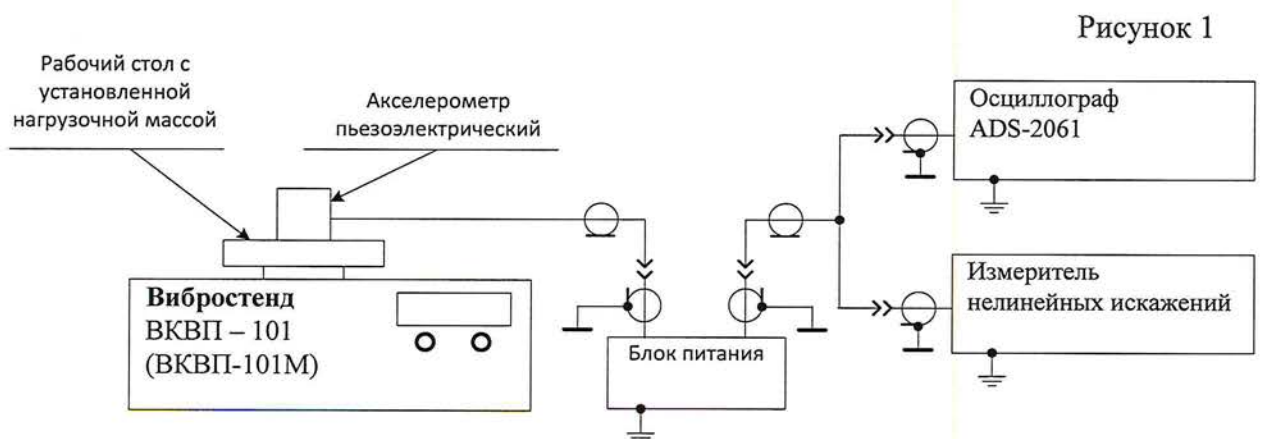 Рисунок 1
Рабочий стол с
установленной
нагрузочной массой
Акселерометр
пьезоэлектрический
Осциллограф
ADS-2061
Измеритель
нелинейных искажений
Вибростенд
ВКВП – 101
(ВКВП-101М)
Блок питания